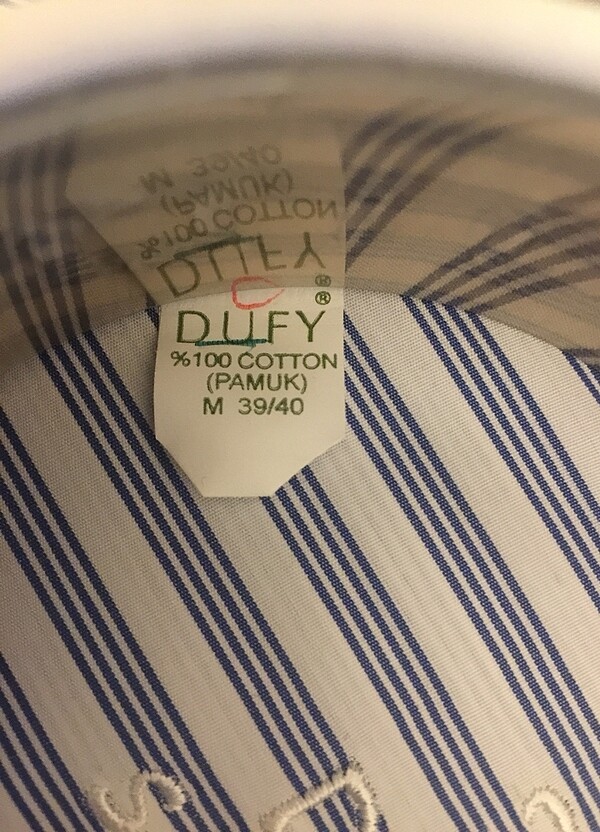 DUFY®
%100 COTTON
(PAMUK)
M 39/40